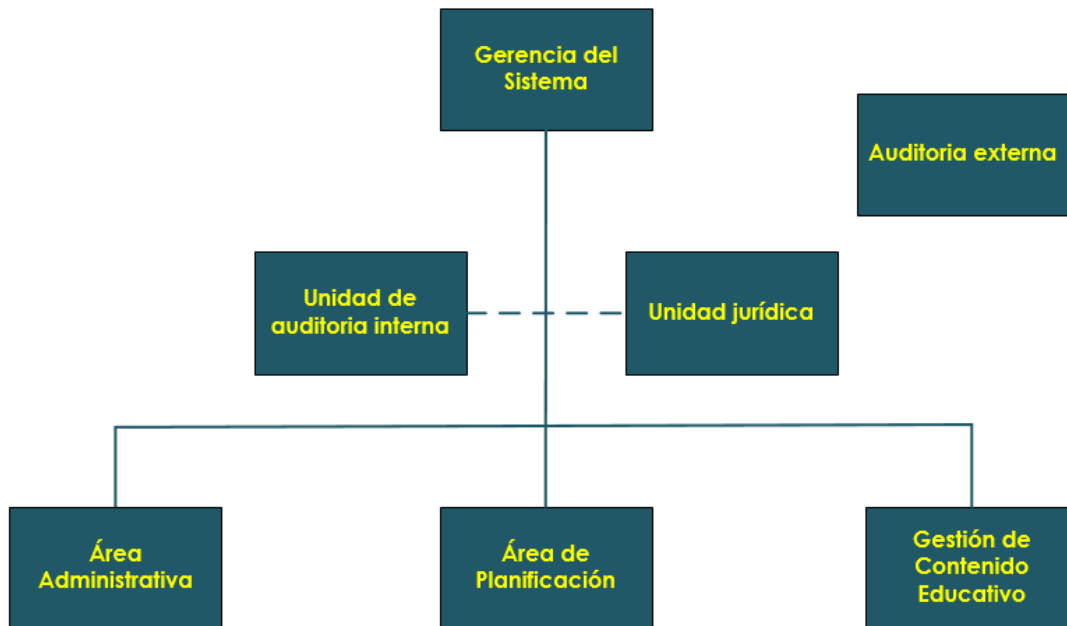 Gerencia del
Sistema
Auditoria externa
Unidad de
auditoria interna
Unidad jurídica
Área
Administrativa
Área de
Planificación
Gestión de
Contenido
Educativo